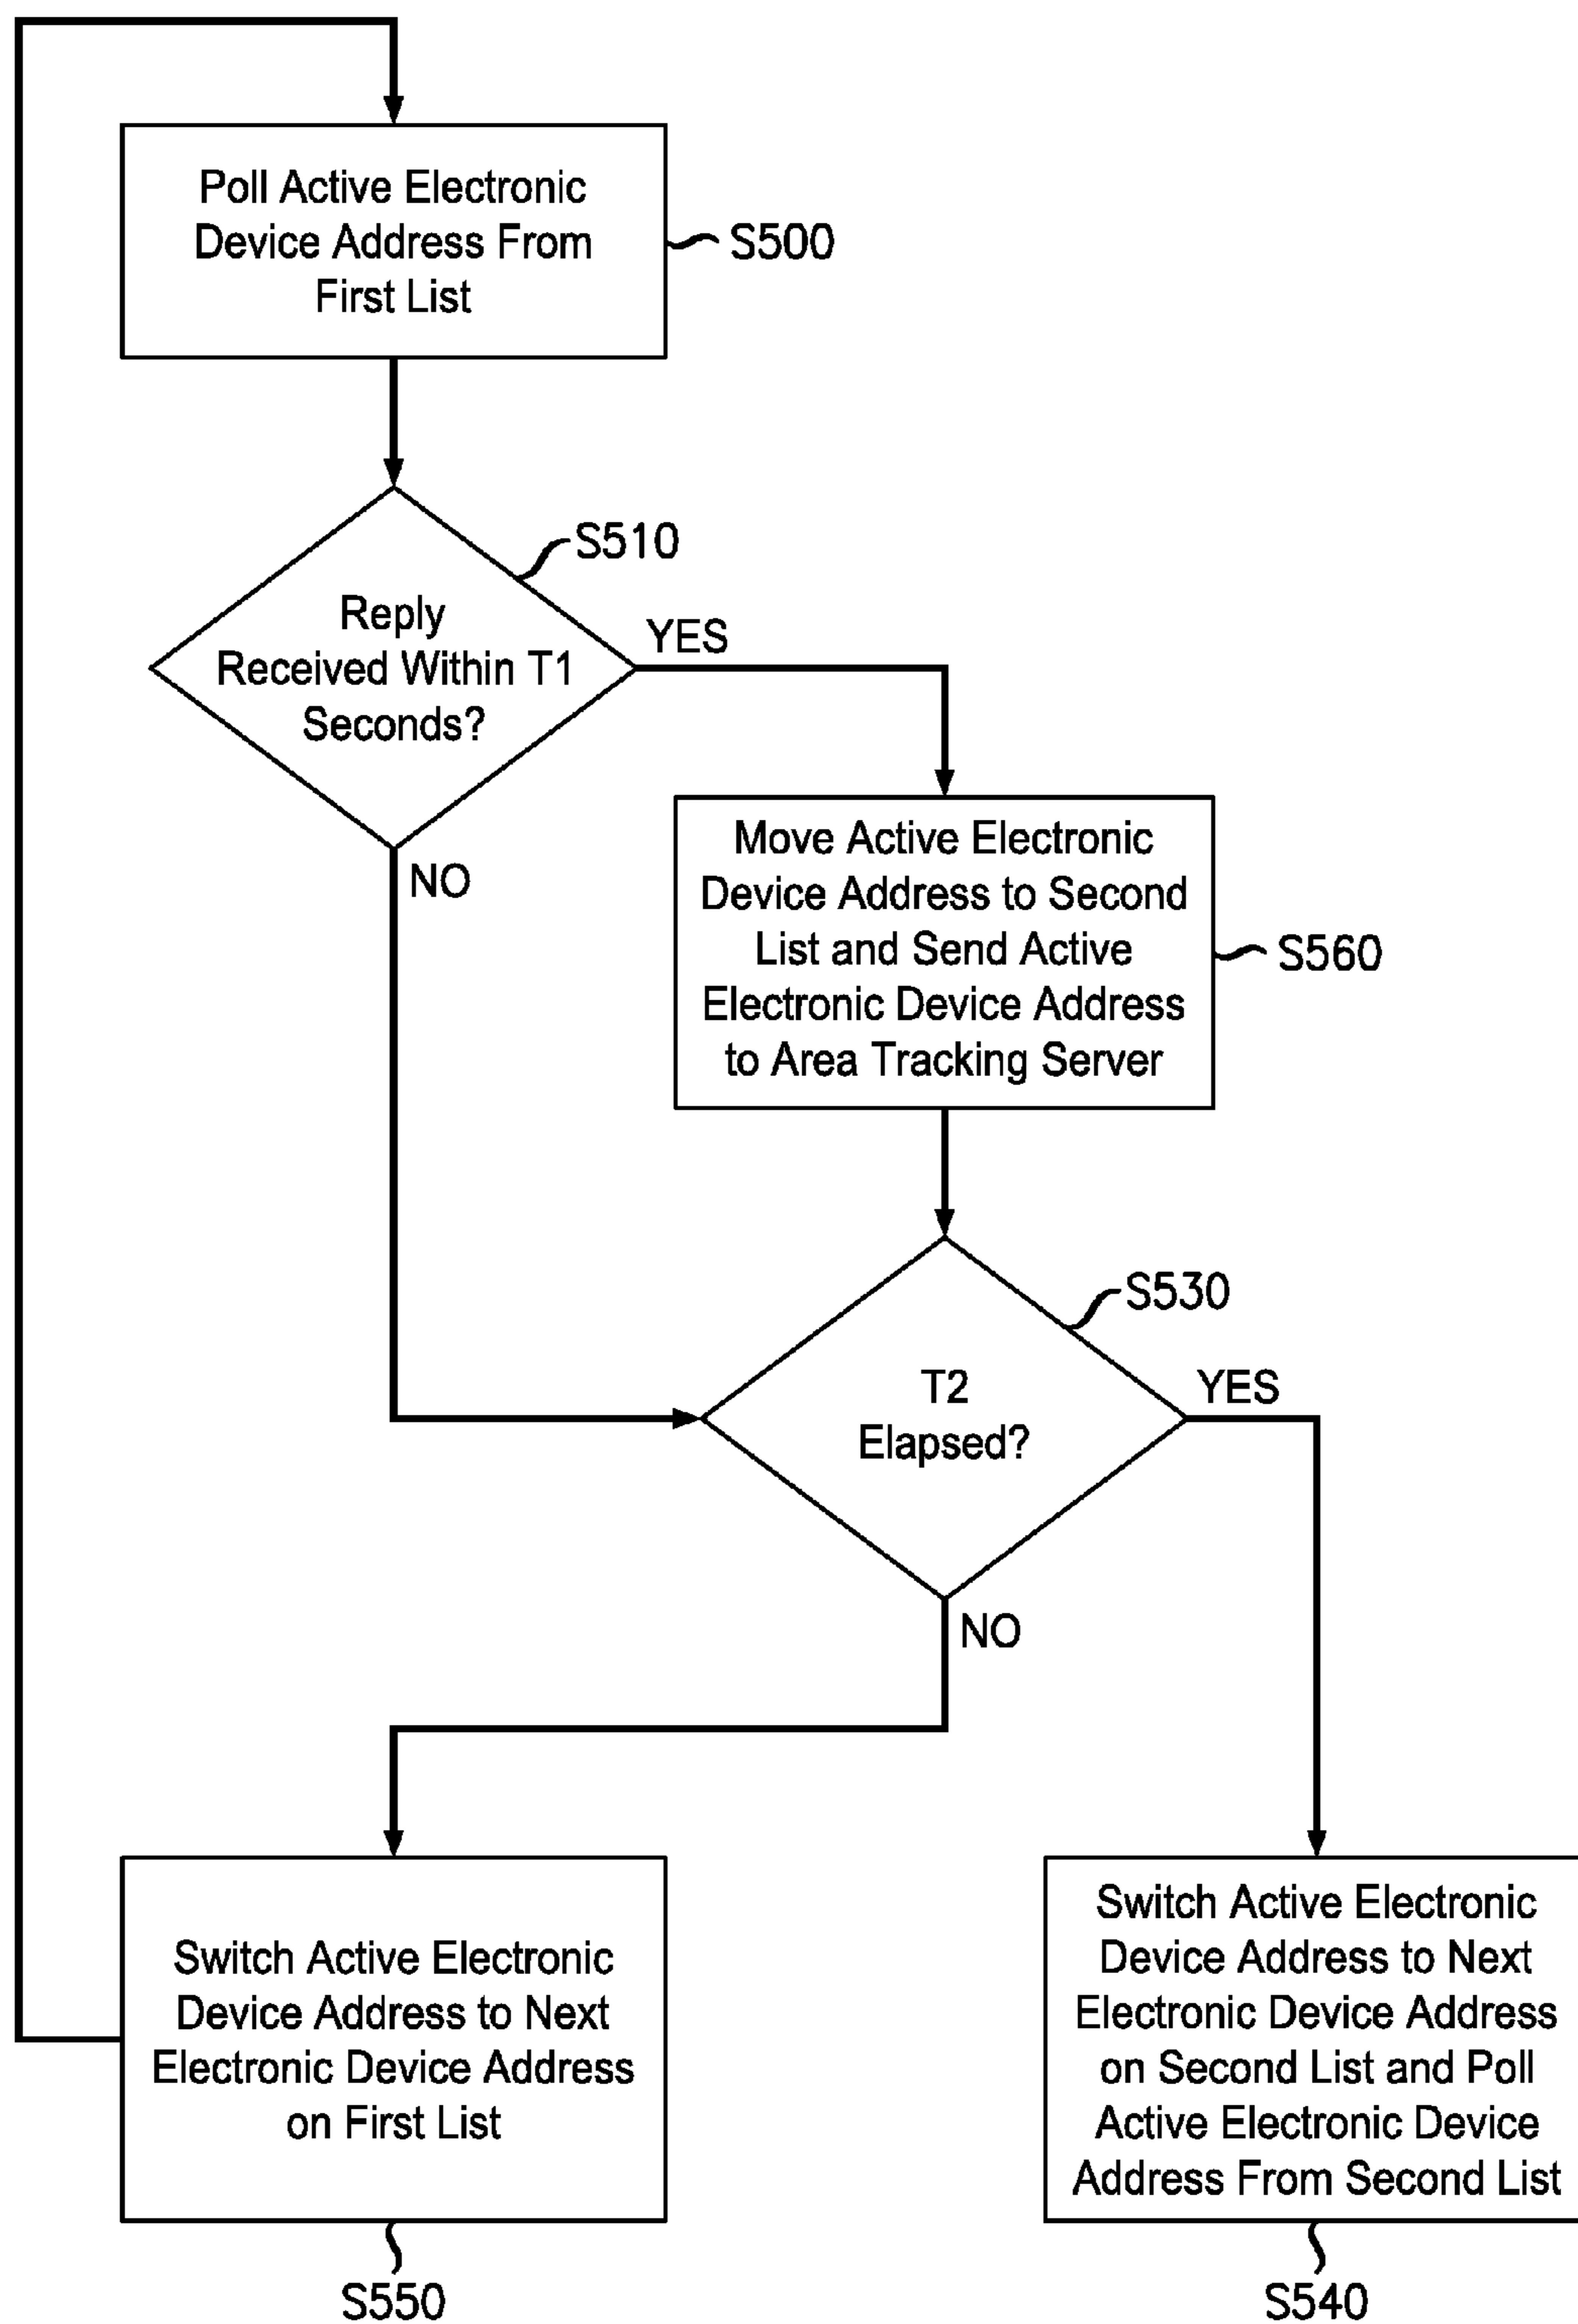 Poll Active Electronic
Device Address From
First List
S500
S510
Reply
Received Within T1
Seconds?
YES
NO
Move Active Electronic
Device Address to Second
List and Send Active
Electronic Device Address
to Area Tracking Server
S560
S530
T2
Elapsed?
YES
NO
Switch Active Electronic
Device Address to Next
Electronic Device Address
on First List
S550
Switch Active Electronic
Device Address to Next
Electronic Device Address
on Second List and Poll
Active Electronic Device
Address From Second List
S540